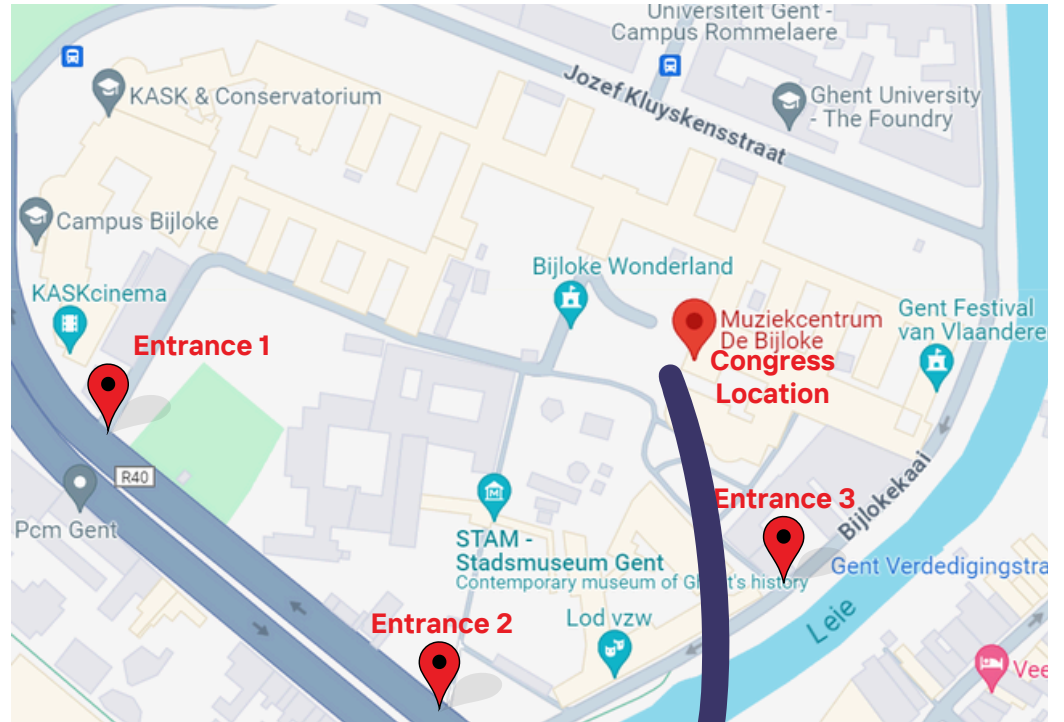 Universiteit Gent -
Campus Rommelaere
KASK & Conservatorium
Jozef Kluyskensstraat
Ghent University
- The Foundry
Campus Bijloke
Bijloke Wonderland
KASKcinema
Gent Festival
van Vlaandere
Muziekcentrum
De Bijloke
Congress
Location
Entrance 1
R40
Pcm Gent
Entrance 3
Bijlokekaai
STAM -
Stadsmuseum Gent
Contemporary museum of Gh t's history
Gent Verdedigingstra
Leie
Lod vzw
Entrance 2
Vee